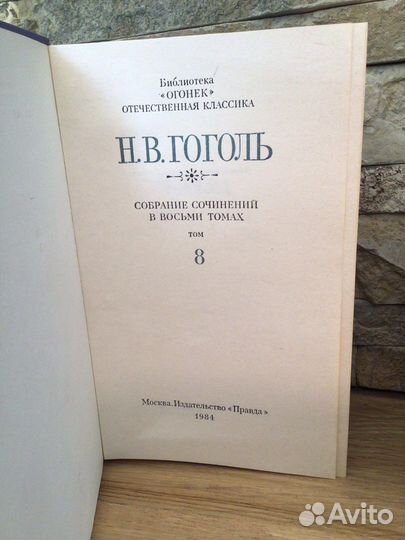 Библиотека
«ОГОНЕК»
ОТЕЧЕСТВЕННАЯ КЛАССИКА
Н.В.ГОГОЛЬ
СОБРАНИЕ СОЧИНЕНИЙ
В ВОСЬМИ ТОМАХ
ТОМ
8
Москва. Издательство «Правда»
1984
Avito